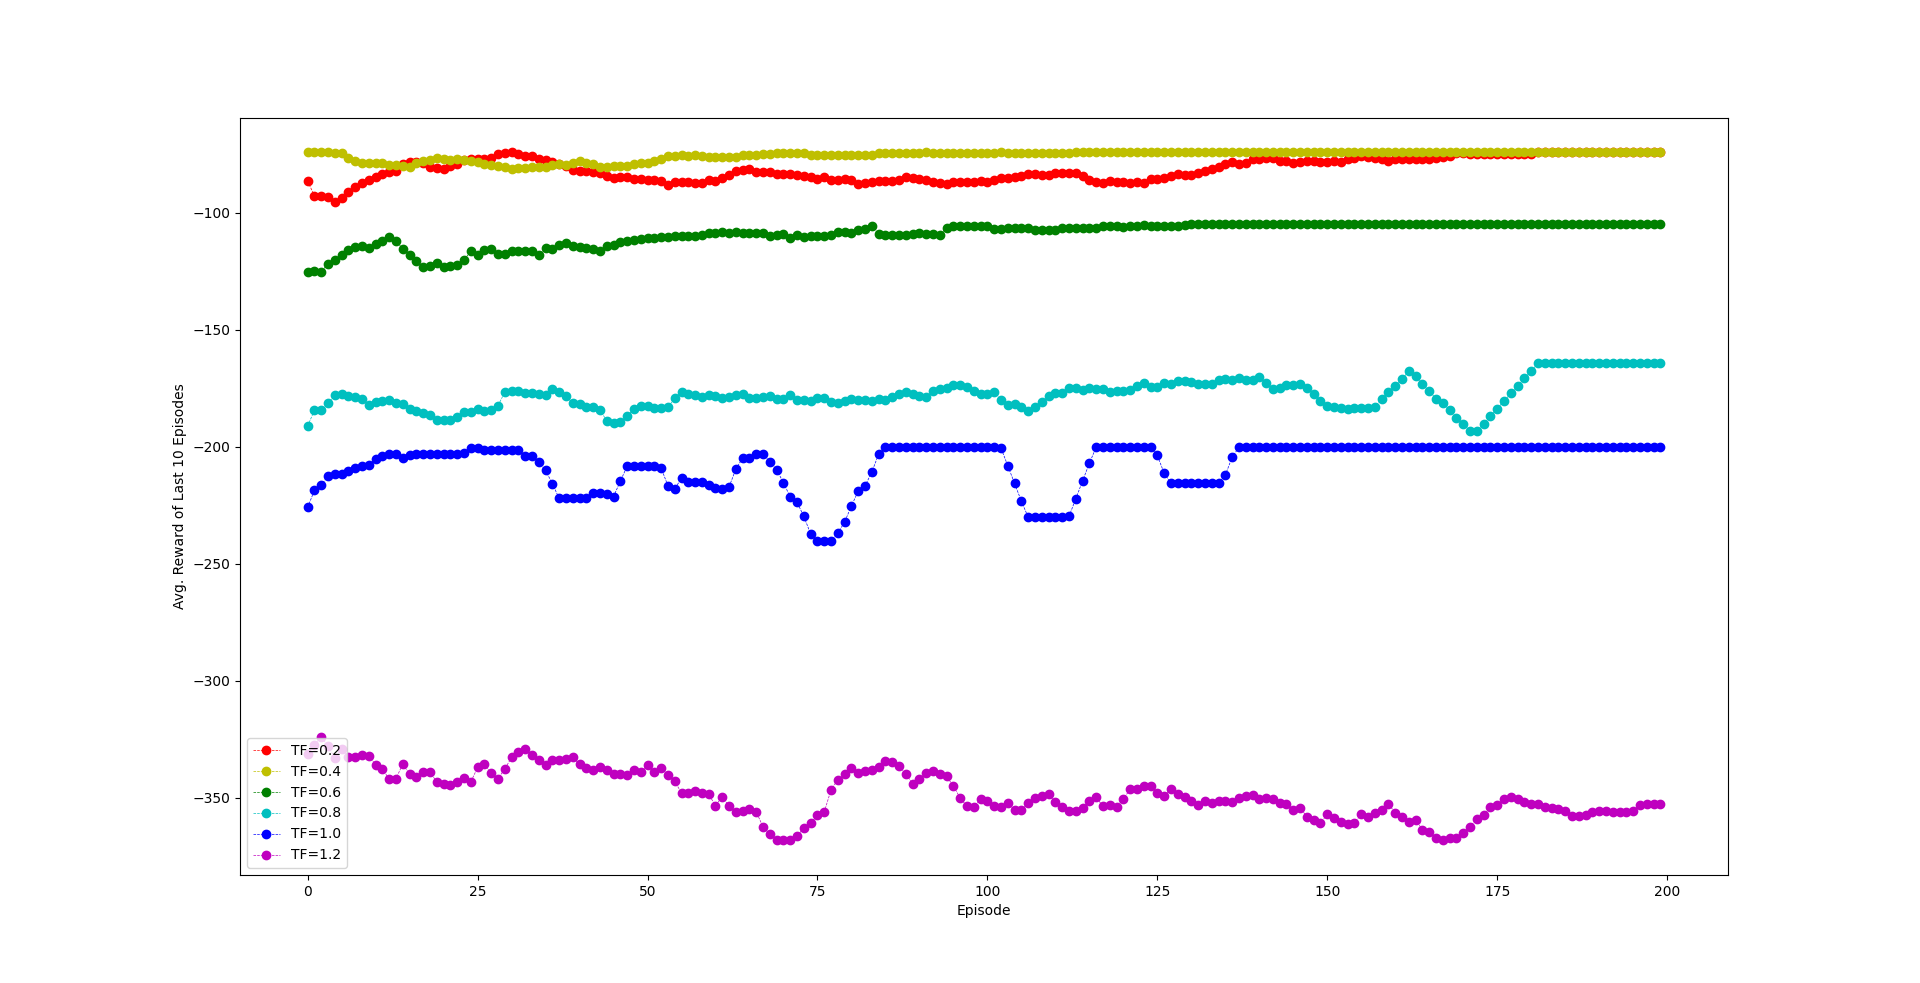 Avg. Reward of Last 10 Episodes
−100
−150
−200
−250
−300
−350
TF=0.2
TF=0.4
TF=0.6
TF=0.8
TF=1.0
TF=1.2
0 25 50 75 100 125 150 175 200
Episode